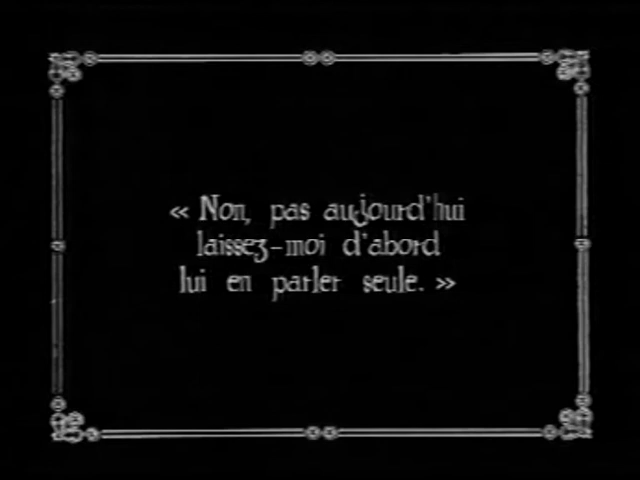 « Non, pas aujourd'hui
laissez-moi d'abord
lui en parler seule. »